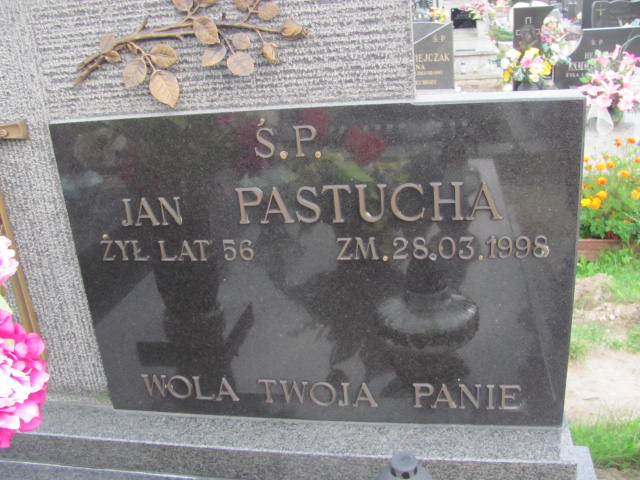 Ś.P.
JAN PASTUCHA
ŻYŁ LAT 56 ZM. 28.03.1998
WOLA TWOJA PANIE
Ś P